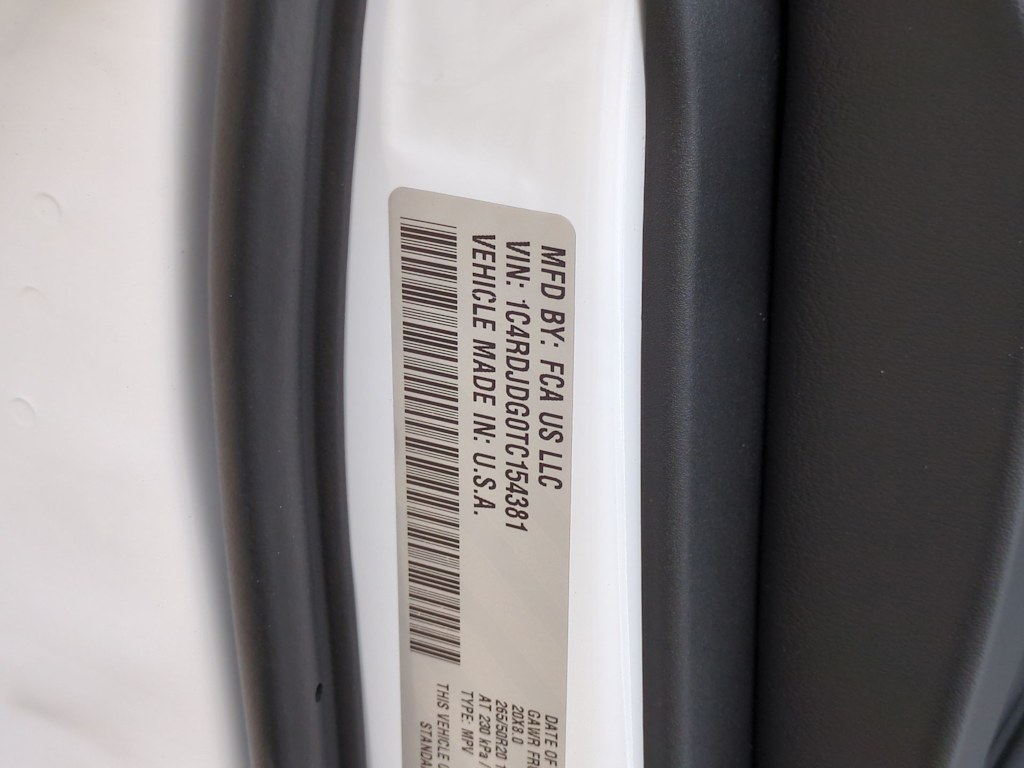 MFD BY: FCA US LLC
VIN: 1C4RDJDG0TC154381
VEHICLE MADE IN: U.S.A.
DATE OF
GAWR
20X8.0
265/50R20
AT 230 kPa /
TYPE: MPV
THIS VEHICLE